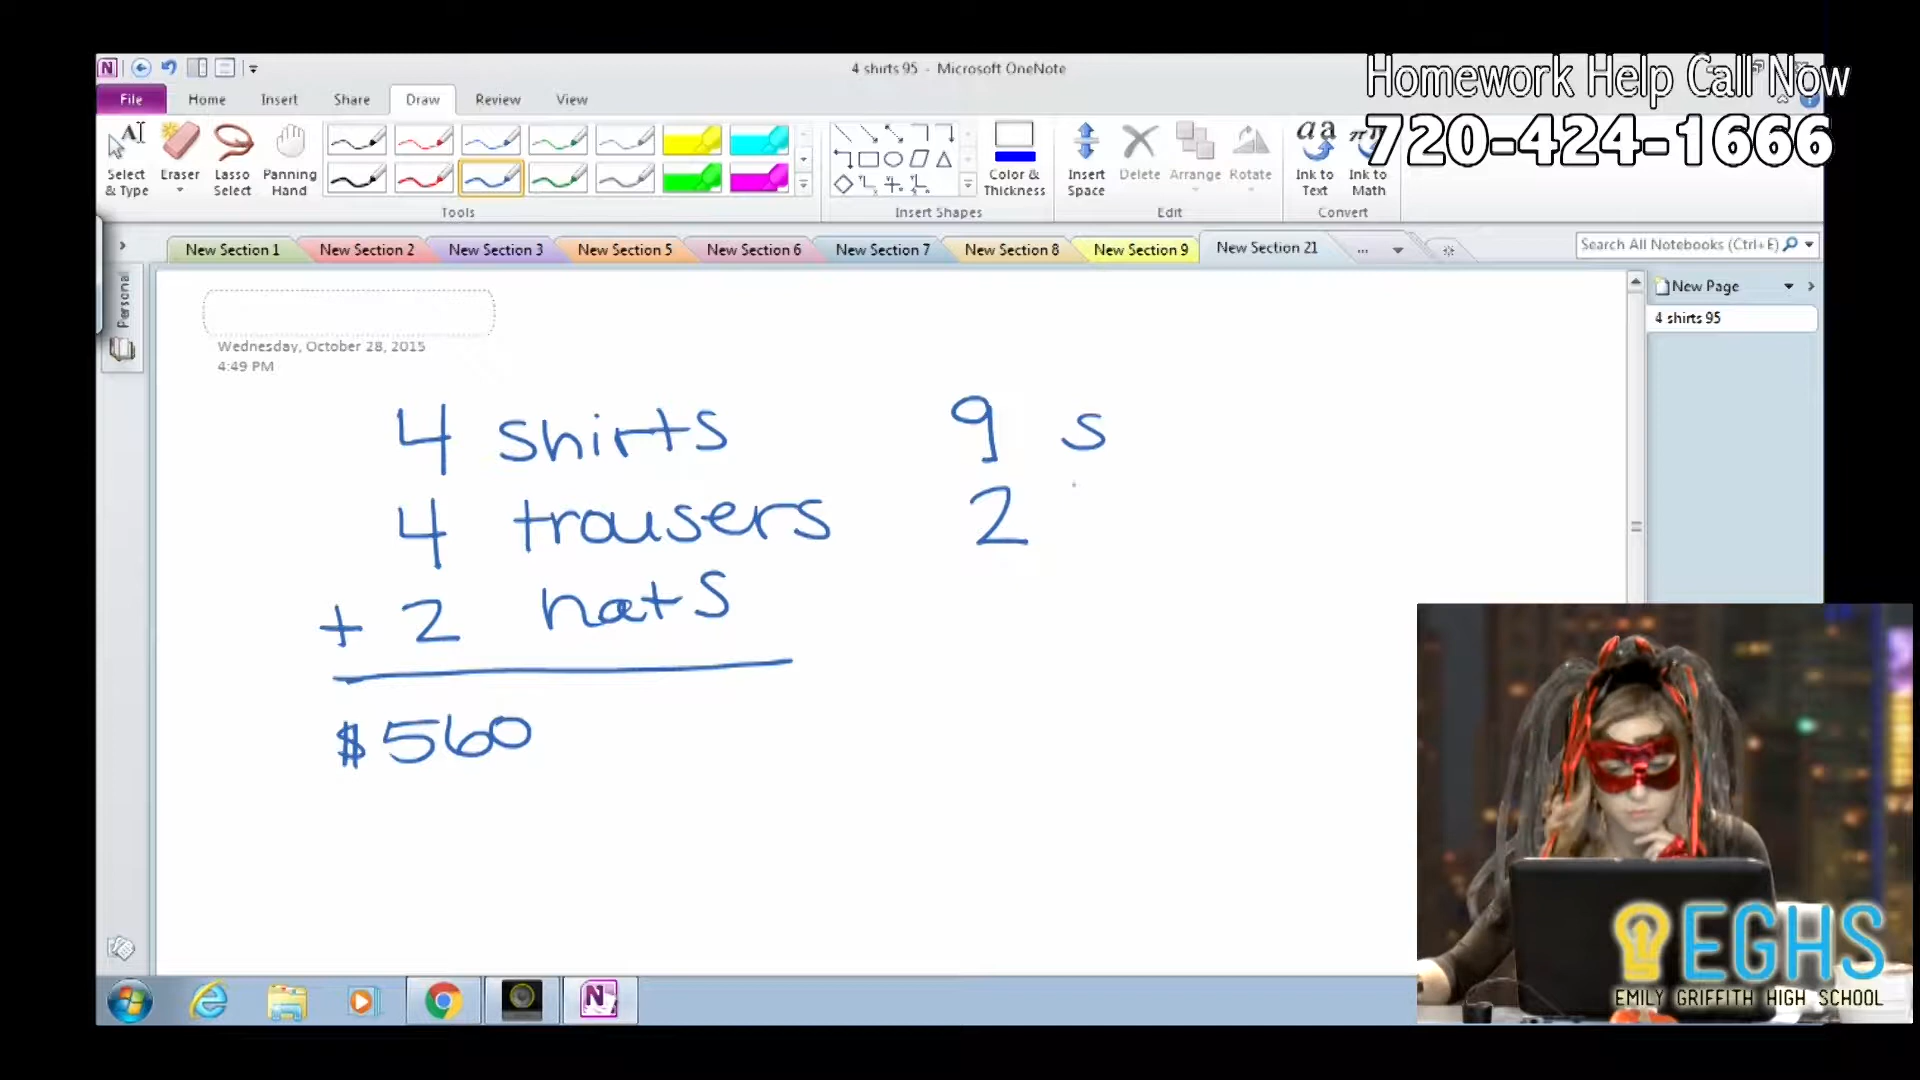 4 shirts 95 - Microsoft OneNote
Homework Help Call Now
720-424-1666
File Home Insert Share Draw Review View
Select & Type
Eraser
Lasso Select
Panning Hand
Color & Thickness
Insert Space
Delete
Arrange
Rotate
Ink to Text
Ink to Math
Tools
Insert Shapes
Edit
Convert
New Section 1 New Section 2 New Section 3 New Section 5 New Section 6 New Section 7 New Section 8 New Section 9 New Section 21 ...
Search All Notebooks (Ctrl+E)
Personal
New Page
4 shirts 95
Wednesday, October 28, 2015
4:49 PM
4 shirts 9 s
4 trousers 2
+ 2 hats
$560
EGHS
EMILY GRIFFITH HIGH SCHOOL